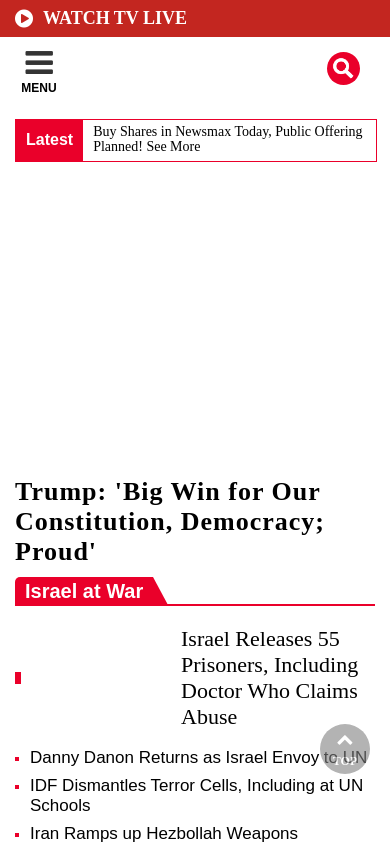 WATCH TV LIVE
MENU
Latest
Buy Shares in Newsmax Today, Public Offering
Planned! See More
Trump: 'Big Win for Our
Constitution, Democracy;
Proud'
Israel at War
Israel Releases 55
Prisoners, Including
Doctor Who Claims
Abuse
Danny Danon Returns as Israel Envoy to UN
TOP
IDF Dismantles Terror Cells, Including at UN
Schools
Iran Ramps up Hezbollah Weapons